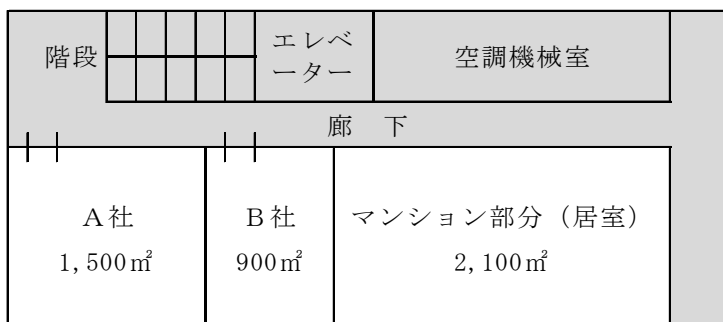 階段
エレベ
ーター
空調機械室
廊 下
A社
1,500㎡
B社
900㎡
マンション部分（居室）
2,100㎡